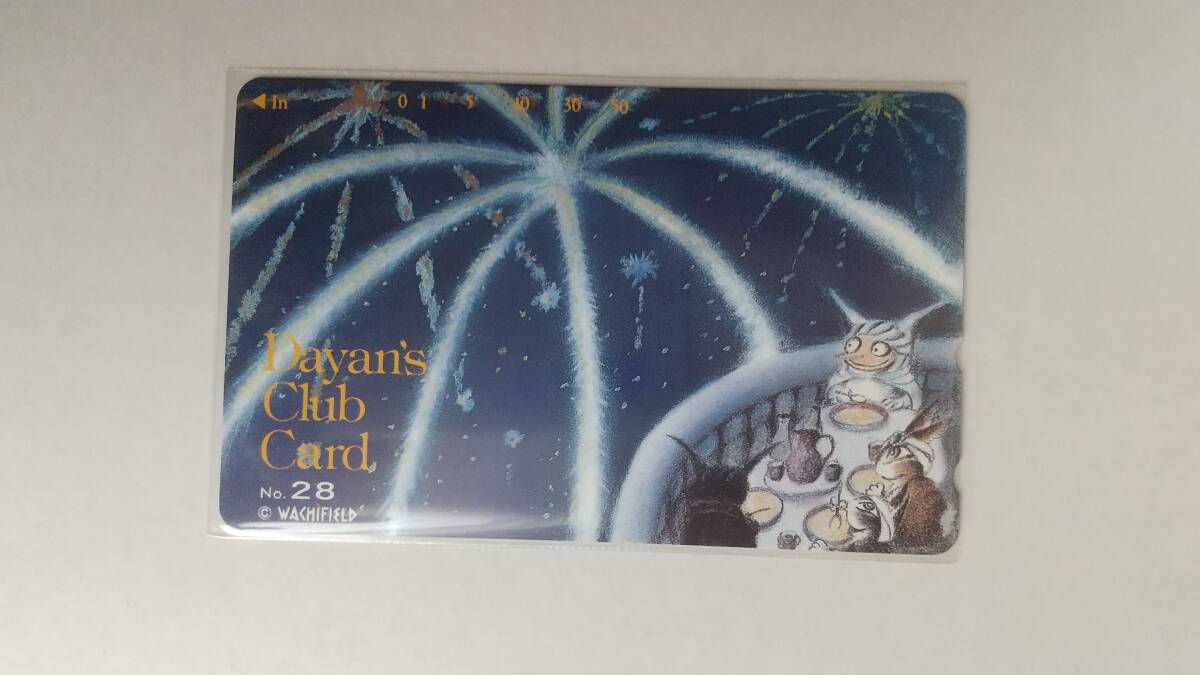 ◀ In 0 1 5 10 30 50
Dayan's
Club
Card
No. 28
© WACHIFIELD